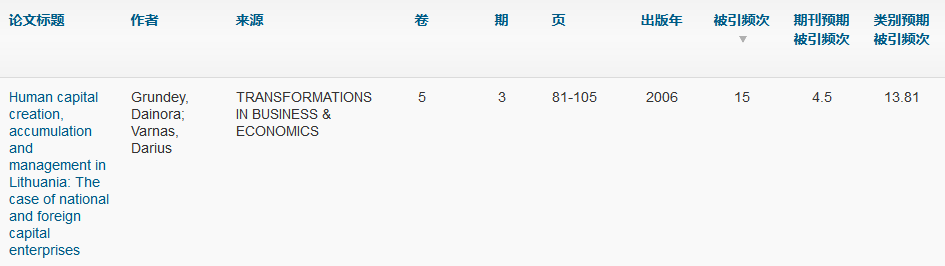 论文标题 作者 来源 卷 期 页 出版年 被引频次 期刊预期 类别预期
被引频次 被引频次
Human capital Grundey, TRANSFORMATIONS 5 3 81-105 2006 15 4.5 13.81
creation, Dainora; IN BUSINESS &
accumulation Varnas, ECONOMICS
and Darius
management in
Lithuania: The
case of national
and foreign
capital
enterprises